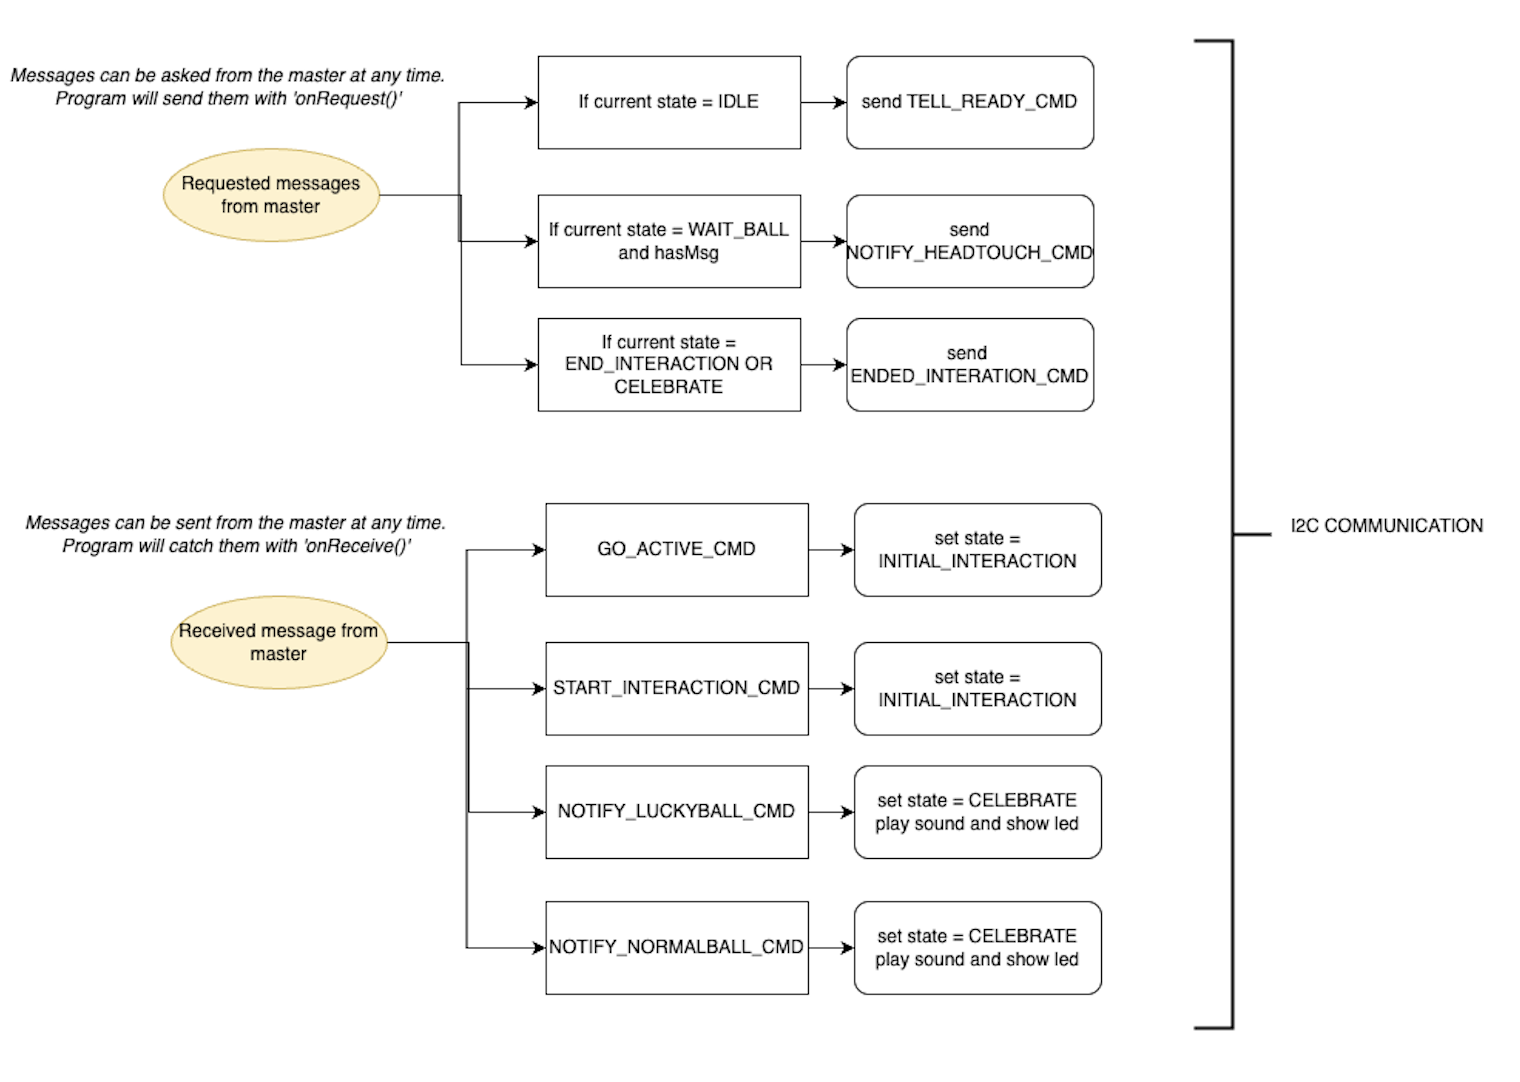 Messages can be asked from the master at any time.
Program will send them with 'onRequest()'
Requested messages
from master
If current state = IDLE
send TELL_READY_CMD
If current state = WAIT_BALL
and hasMsg
send
NOTIFY_HEADTOUCH_CMD
If current state =
END_INTERACTION OR
CELEBRATE
send
ENDED_INTERATION_CMD
Messages can be sent from the master at any time.
Program will catch them with 'onReceive()'
Received message from
master
GO_ACTIVE_CMD
set state =
INITIAL_INTERACTION
START_INTERACTION_CMD
set state =
INITIAL_INTERACTION
NOTIFY_LUCKYBALL_CMD
set state = CELEBRATE
play sound and show led
NOTIFY_NORMALBALL_CMD
set state = CELEBRATE
play sound and show led
I2C COMMUNICATION